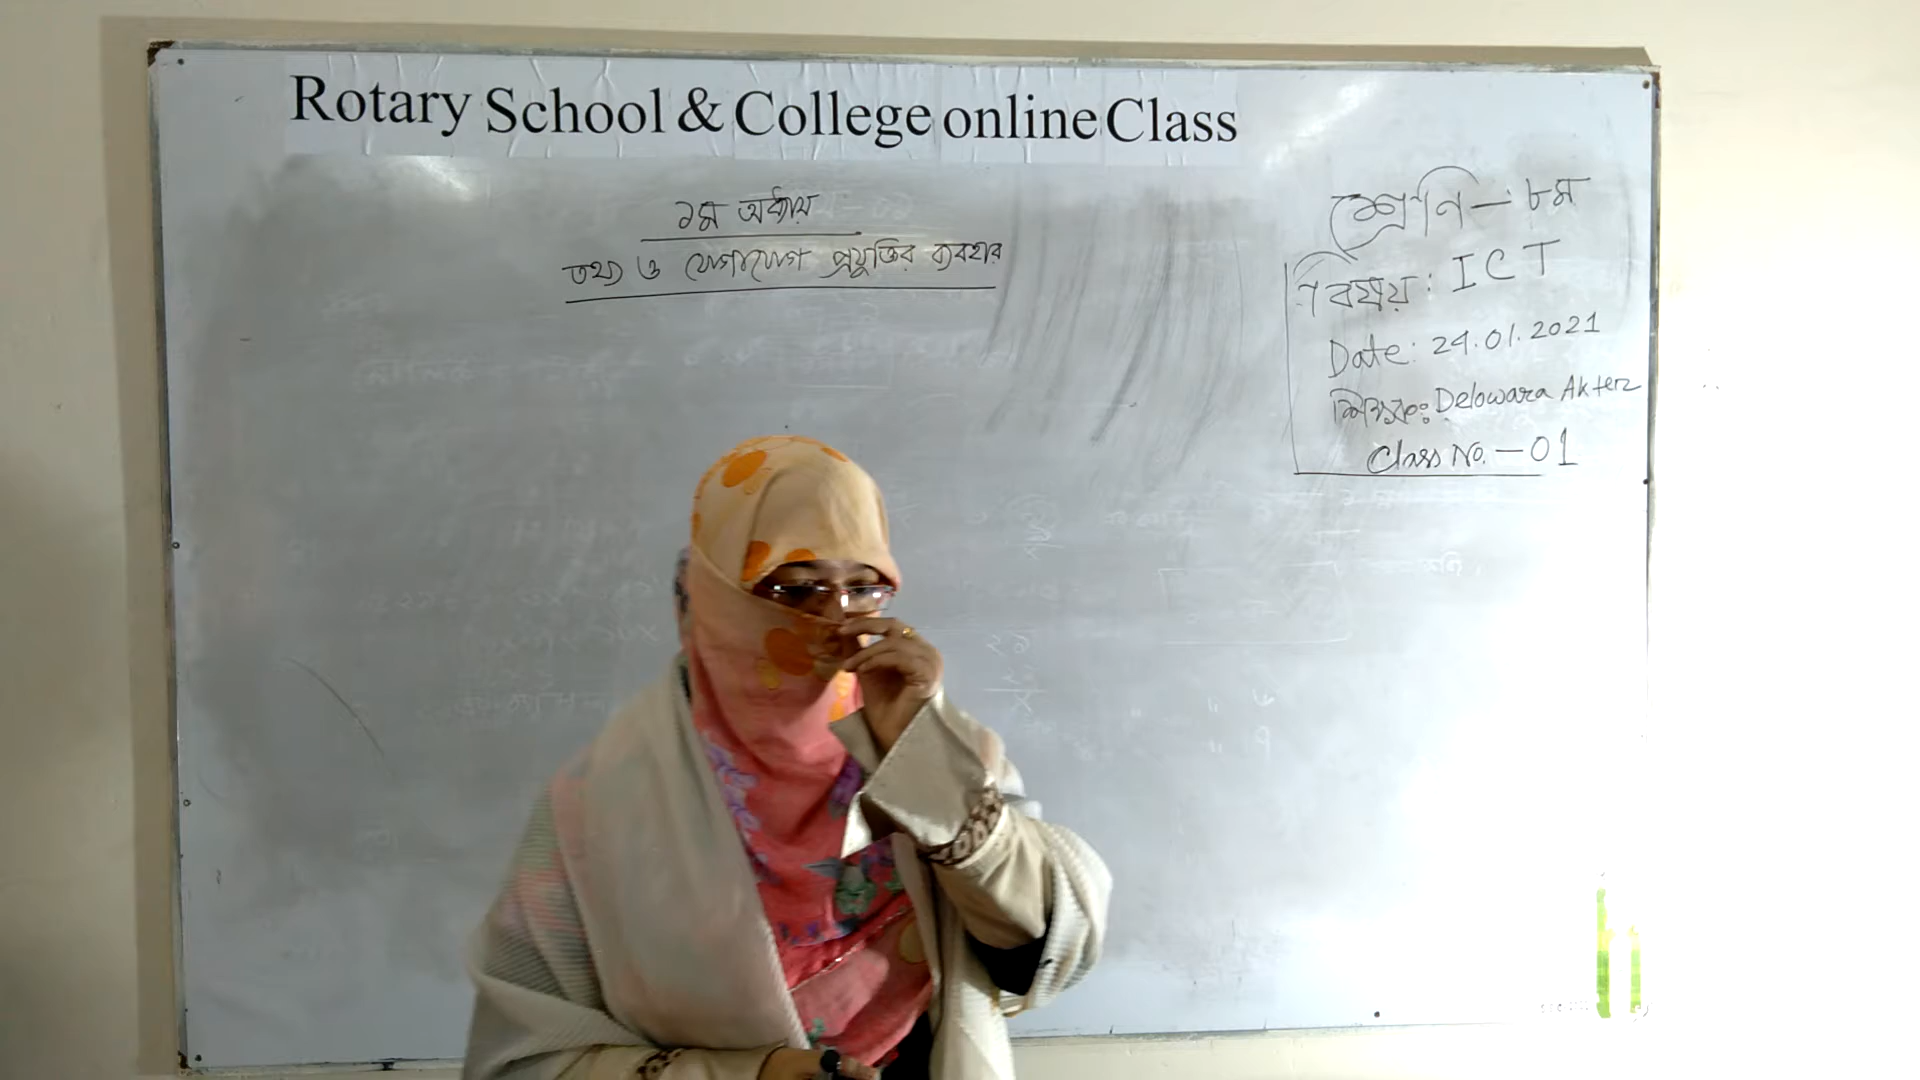 Rotary School & College online Class
১ম অধ্যায়
তথ্য ও যোগাযোগ প্রযুক্তির ব্যবহার
শ্রেণি - ৮ম
বিষয় : ICT
Date: 24.01.2021
শিক্ষক: Delowara Akter
Class No. - 01